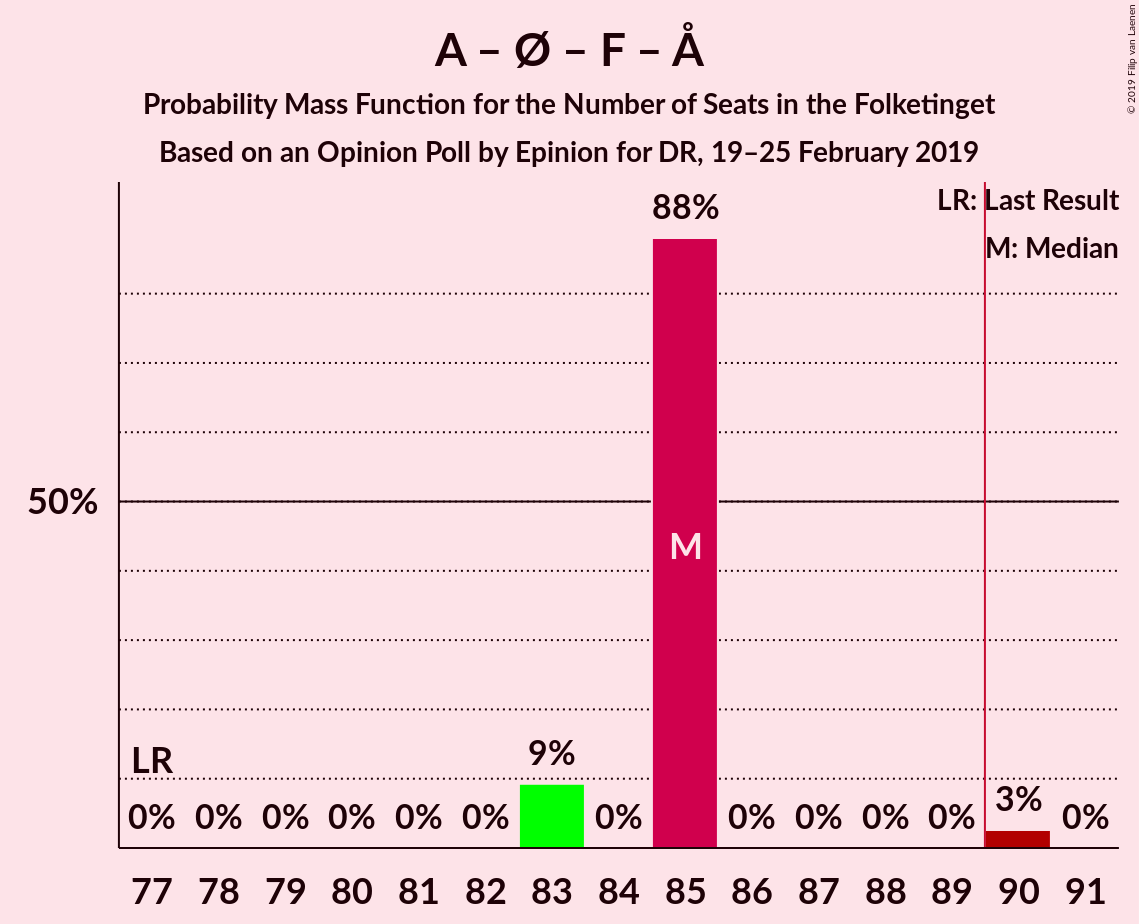 A – Ø – F – Å
Probability Mass Function for the Number of Seats in the Folketinget
Based on an Opinion Poll by Epinion for DR, 19–25 February 2019
© 2019 Filip van Laenen
LR: Last Result
M: Median
88%
50%
M
LR
9%
3%
0% 0% 0% 0% 0% 0% 0% 0% 0% 0% 0% 0%
77 78 79 80 81 82 83 84 85 86 87 88 89 90 91